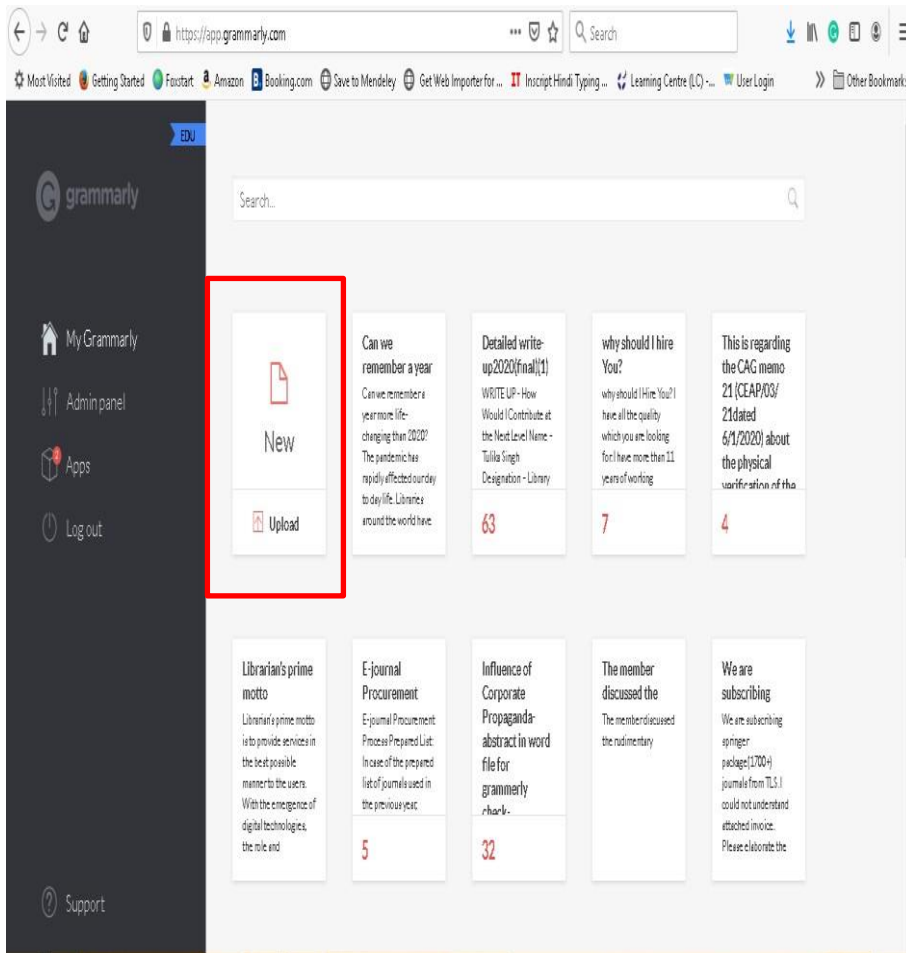 https://app.grammarly.com
Search
Most Visited Getting Started Foxstart Amazon Booking.com Save to Mendeley Get Web Importer for ... Inscript Hindi Typing ... Learning Centre (LC) -... User Login Other Bookmarks
EDU
grammarly
My Grammarly
Admin panel
2
Apps
Log out
Support
Search...
New
Upload
Can we
remember a year
Can we remember a
year more life-
changing than 2020?
The pandemic has
rapidly affected our day
to day life. Libraries
around the world have
Detailed write-
up2020(final)(1)
WRITE UP - How
Would I Contribute at
the Next Level Name -
Tulika Singh
Designation - Library
63
why should I hire
You?
why should I Hire You? I
have all the quality
which you are looking
for.I have more than 11
years of working
7
This is regarding
the CAG memo
21 (CEAP/03/
21dated
6/1/2020) about
the physical
verification of the
4
Librarian's prime
motto
Librarian's prime motto
is to provide services in
the best possible
manner to the users.
With the emergence of
digital technologies,
the role and
E-journal
Procurement
E-journal Procurement
Process Prepared List:
In case of the prepared
list of journals used in
the previous year,
5
Influence of
Corporate
Propaganda-
abstract in word
file for
grammerly
check-
32
The member
discussed the
The member discussed
the rudimentary
We are
subscribing
We are subscribing
springer
package(1700+)
journals from TLS. I
could not understand
attached invoice.
Please elaborate the